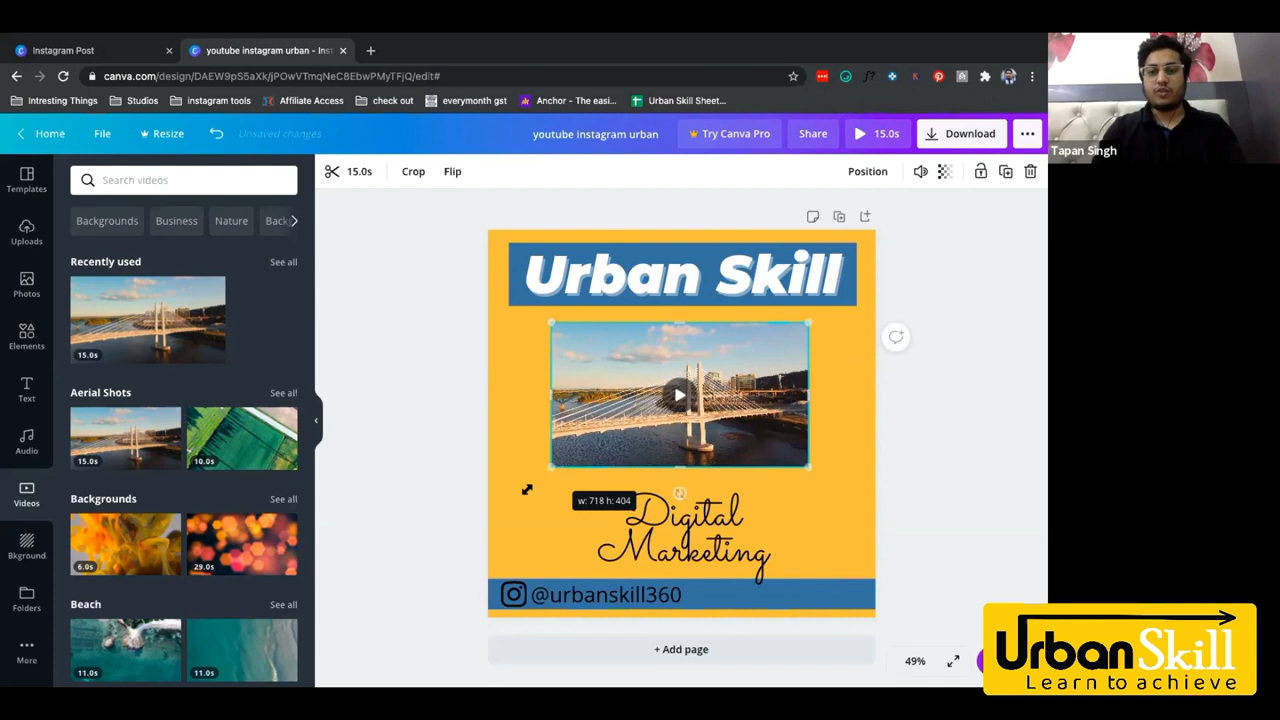 Instagram Post
youtube instagram urban - Inst
canva.com/design/DAEW9pS5aXk/jPOwVTmqNeC8EbwPMyTFjQ/edit#
Intresting Things
Studios
instagram tools
Affiliate Access
check out
everymonth gst
Anchor - The easi...
Urban Skill Sheet...
Home
File
Resize
Unsaved changes
youtube instagram urban
Try Canva Pro
Share
15.0s
Download
Tapan Singh
Templates
Uploads
Photos
Elements
Text
Audio
Videos
Bkground
Folders
More
Search videos
Backgrounds
Business
Nature
Recently used
See all
15.0s
Aerial Shots
See all
15.0s
10.0s
Backgrounds
See all
6.0s
29.0s
Beach
See all
11.0s
11.0s
15.0s
Crop
Flip
Position
Urban Skill
w: 718 h: 404
Digital
Marketing
@urbanskill360
+ Add page
49%
Urban Skill
Learn to achieve